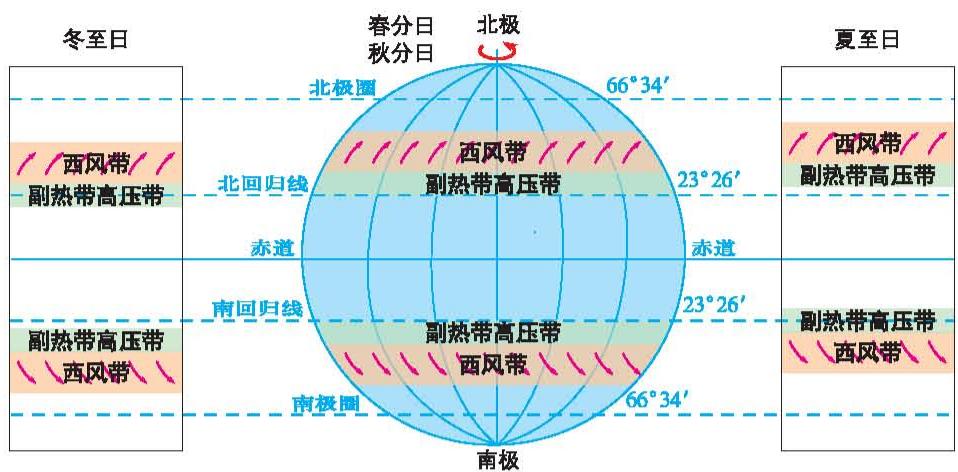 冬至日
春分日
秋分日
北极
夏至日
北极圈
66°34′
西风带
副热带高压带
西风带
副热带高压带
西风带
副热带高压带
北回归线
23°26′
赤道
赤道
南回归线
23°26′
副热带高压带
西风带
副热带高压带
西风带
副热带高压带
西风带
南极圈
66°34′
南极